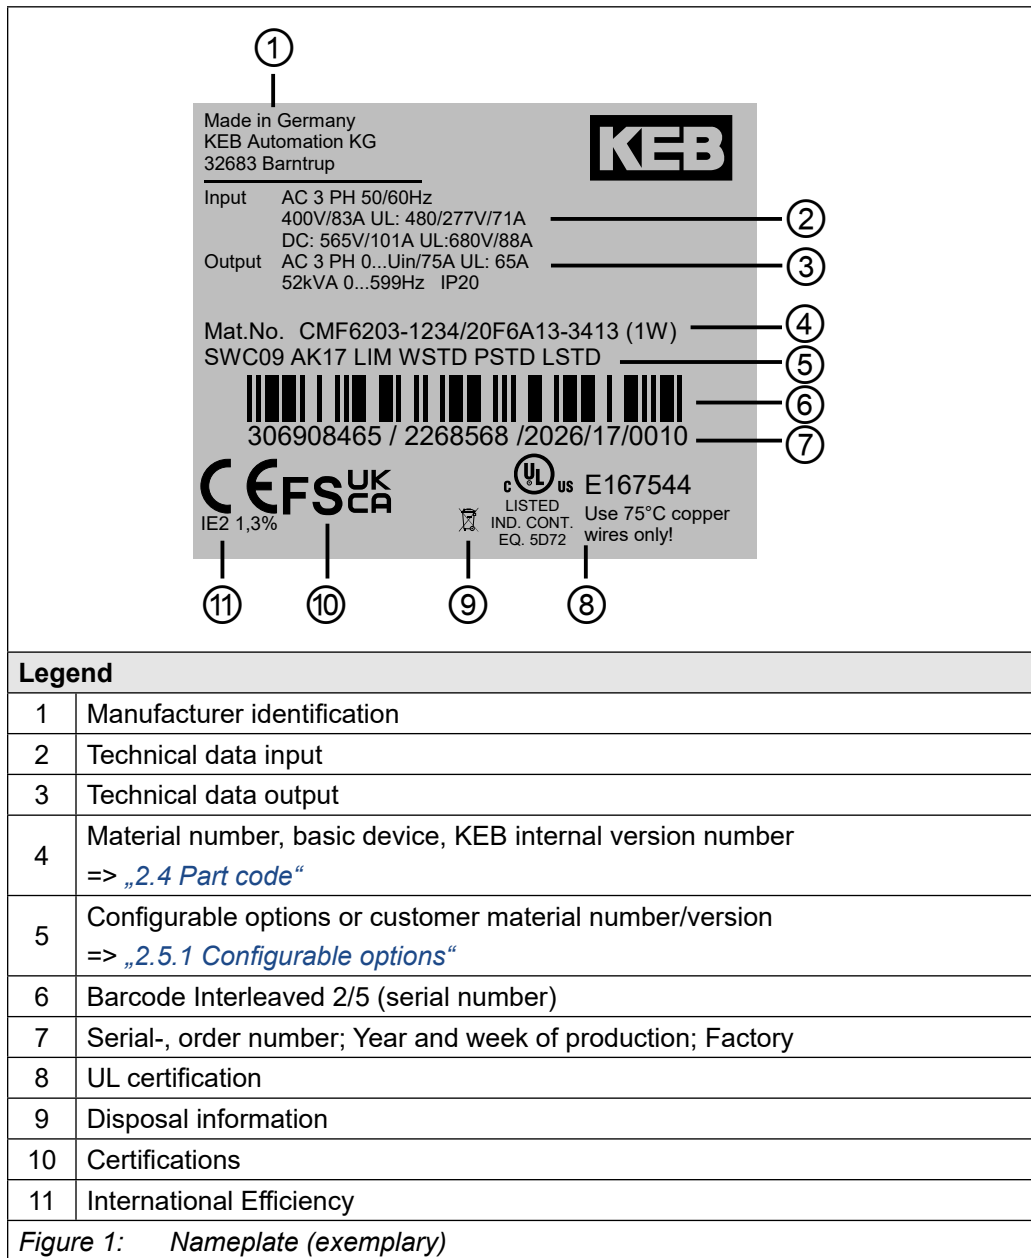 1
Made in Germany
KEB Automation KG
32683 Barntrup
KEB
Input AC 3 PH 50/60Hz
400V/83A UL: 480/277V/71A
2
DC: 565V/101A UL:680V/88A
Output AC 3 PH 0...Uin/75A UL: 65A
3
52kVA 0...599Hz IP20
Mat.No. CMF6203-1234/20F6A13-3413 (1W)
4
SWC09 AK17 LIM WSTD PSTD LSTD
5
6
306908465 / 2268568 /2026/17/0010
7
CE FS UK CA
IE2 1,3%
C UL US E167544
LISTED
IND. CONT.
EQ. 5D72
Use 75°C copper
wires only!
11 10 9 8
Legend
1 Manufacturer identification
2 Technical data input
3 Technical data output
4 Material number, basic device, KEB internal version number
=> „2.4 Part code“
5 Configurable options or customer material number/version
=> „2.5.1 Configurable options“
6 Barcode Interleaved 2/5 (serial number)
7 Serial-, order number; Year and week of production; Factory
8 UL certification
9 Disposal information
10 Certifications
11 International Efficiency
Figure 1: Nameplate (exemplary)